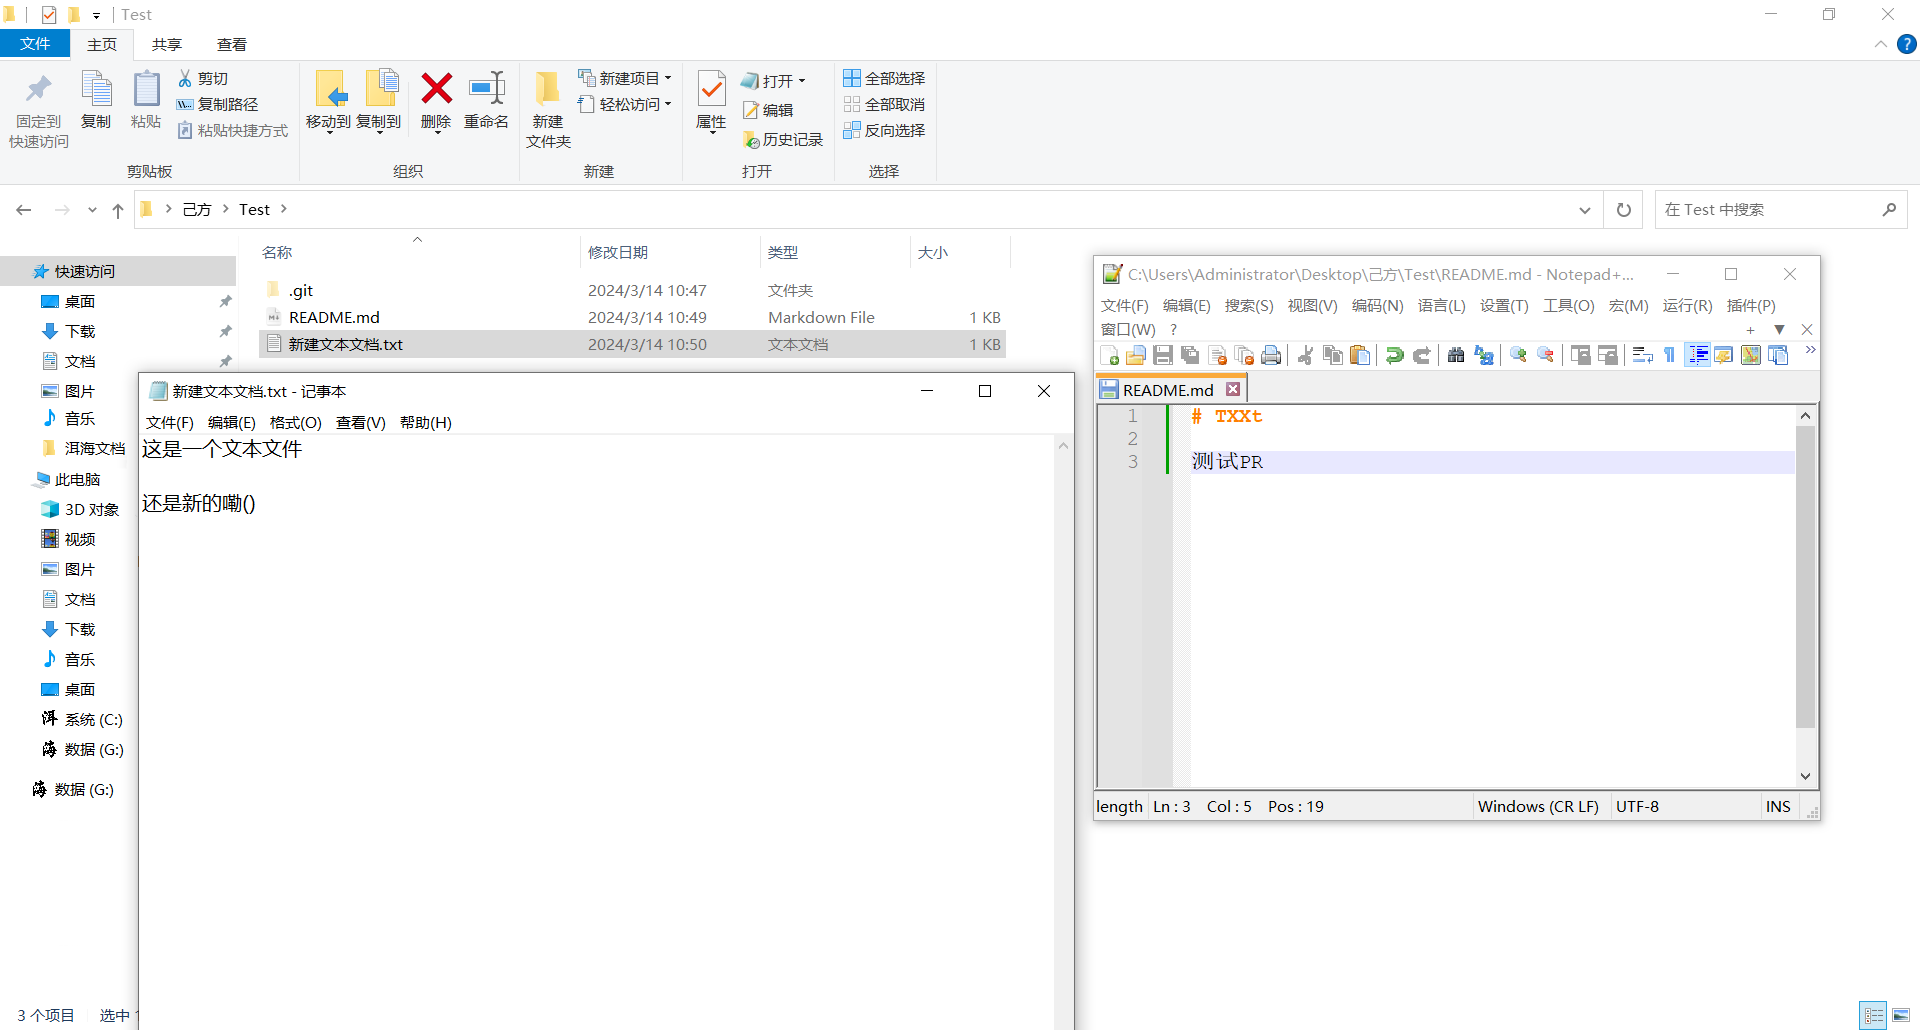 Test
文件 主页 共享 查看
固定到
快速访问
复制
粘贴
剪切
复制路径
粘贴快捷方式
剪贴板
移动到
复制到
删除
重命名
组织
新建
文件夹
新建项目
轻松访问
新建
属性
打开
编辑
历史记录
打开
全部选择
全部取消
反向选择
选择
己方 Test
在 Test 中搜索
名称 修改日期 类型 大小
.git 2024/3/14 10:47 文件夹
README.md 2024/3/14 10:49 Markdown File 1 KB
新建文本文档.txt 2024/3/14 10:50 文本文档 1 KB
快速访问
桌面
下载
文档
图片
音乐
洱海文档
此电脑
3D 对象
视频
图片
文档
下载
音乐
桌面
系统 (C:)
数据 (G:)
数据 (G:)
3 个项目 选中
新建文本文档.txt - 记事本
文件(F) 编辑(E) 格式(O) 查看(V) 帮助(H)
这是一个文本文件
还是新的嘞()
C:\Users\Administrator\Desktop\己方\Test\README.md - Notepad+...
文件(F) 编辑(E) 搜索(S) 视图(V) 编码(N) 语言(L) 设置(T) 工具(O) 宏(M) 运行(R) 插件(P)
窗口(W) ?
README.md
1 # TXXt
2
3 测试PR
length Ln : 3 Col : 5 Pos : 19 Windows (CR LF) UTF-8 INS